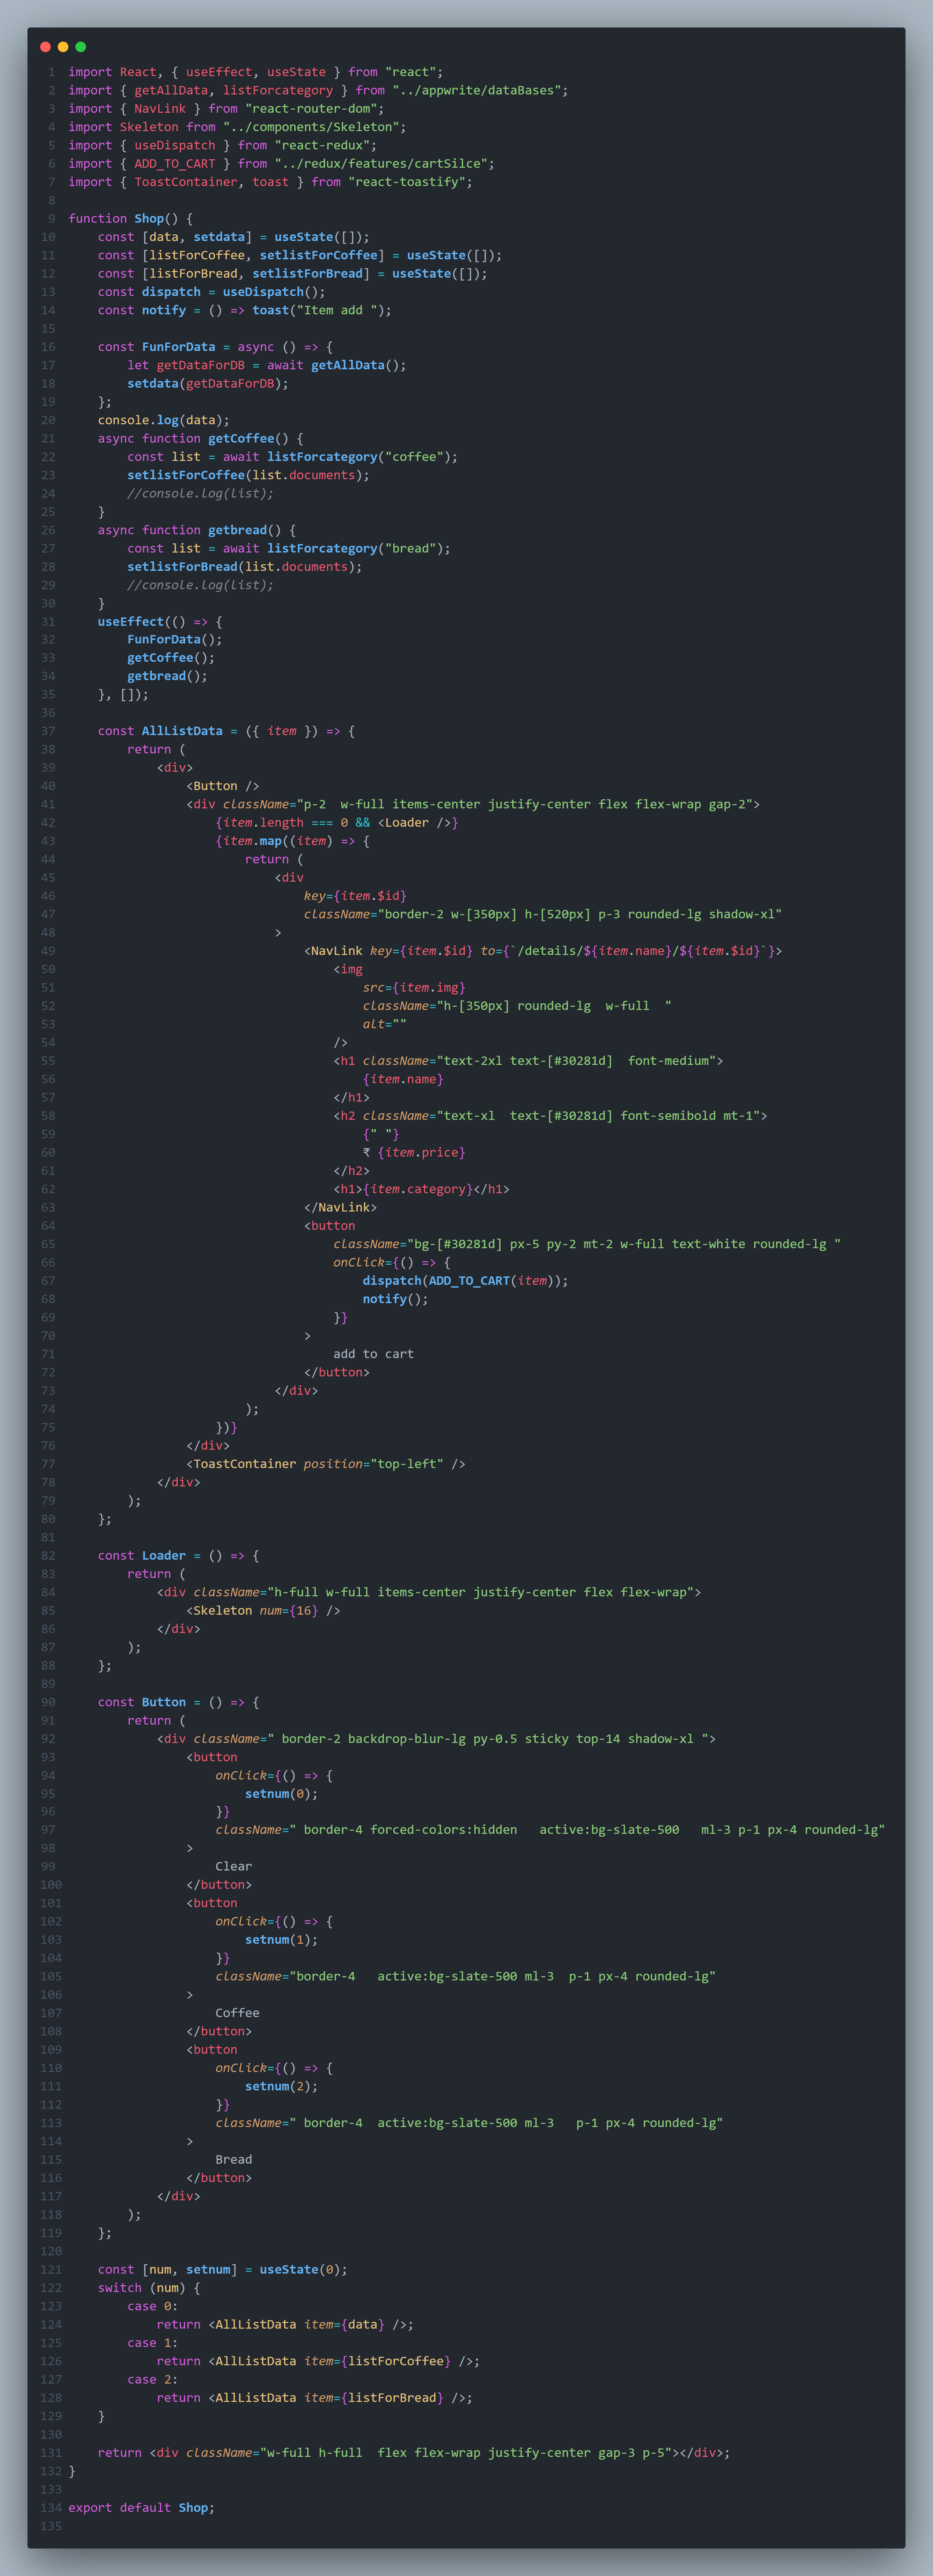 1 import React, { useEffect, useState } from "react";
2 import { getAllData, listForcategory } from "../appwrite/dataBases";
3 import { NavLink } from "react-router-dom";
4 import Skeleton from "../components/Skeleton";
5 import { useDispatch } from "react-redux";
6 import { ADD_TO_CART } from "../redux/features/cartSilce";
7 import { ToastContainer, toast } from "react-toastify";
8
9 function Shop() {
10     const [data, setdata] = useState([]);
11     const [listForCoffee, setlistForCoffee] = useState([]);
12     const [listForBread, setlistForBread] = useState([]);
13     const dispatch = useDispatch();
14     const notify = () => toast("Item add ");
15
16     const FunForData = async () => {
17         let getDataForDB = await getAllData();
18         setdata(getDataForDB);
19     };
20     console.log(data);
21     async function getCoffee() {
22         const list = await listForcategory("coffee");
23         setlistForCoffee(list.documents);
24         //console.log(list);
25     }
26     async function getbread() {
27         const list = await listForcategory("bread");
28         setlistForBread(list.documents);
29         //console.log(list);
30     }
31     useEffect(() => {
32         FunForData();
33         getCoffee();
34         getbread();
35     }, []);
36
37     const AllListData = ({ item }) => {
38         return (
39             <div>
40                 <Button />
41                 <div className="p-2  w-full items-center justify-center flex flex-wrap gap-2">
42                     {item.length === 0 && <Loader />}
43                     {item.map((item) => {
44                         return (
45                             <div
46                                 key={item.$id}
47                                 className="border-2 w-[350px] h-[520px] p-3 rounded-lg shadow-xl"
48                             >
49                                 <NavLink key={item.$id} to={`/details/${item.name}/${item.$id}`}>
50                                     <img
51                                         src={item.img}
52                                         className="h-[350px] rounded-lg  w-full  "
53                                         alt=""
54                                     />
55                                     <h1 className="text-2xl text-[#30281d]  font-medium">
56                                         {item.name}
57                                     </h1>
58                                     <h2 className="text-xl  text-[#30281d] font-semibold mt-1">
59                                         {" "}
60                                         ₹ {item.price}
61                                     </h2>
62                                     <h1>{item.category}</h1>
63                                 </NavLink>
64                                 <button
65                                     className="bg-[#30281d] px-5 py-2 mt-2 w-full text-white rounded-lg "
66                                     onClick={() => {
67                                         dispatch(ADD_TO_CART(item));
68                                         notify();
69                                     }}
70                                 >
71                                     add to cart
72                                 </button>
73                             </div>
74                         );
75                     })}
76                 </div>
77                 <ToastContainer position="top-left" />
78             </div>
79         );
80     };
81
82     const Loader = () => {
83         return (
84             <div className="h-full w-full items-center justify-center flex flex-wrap">
85                 <Skeleton num={16} />
86             </div>
87         );
88     };
89
90     const Button = () => {
91         return (
92             <div className=" border-2 backdrop-blur-lg py-0.5 sticky top-14 shadow-xl ">
93                 <button
94                     onClick={() => {
95                         setnum(0);
96                     }}
97                     className=" border-4 forced-colors:hidden   active:bg-slate-500   ml-3 p-1 px-4 rounded-lg"
98                 >
99                     Clear
100                 </button>
101                 <button
102                     onClick={() => {
103                         setnum(1);
104                     }}
105                     className="border-4   active:bg-slate-500 ml-3  p-1 px-4 rounded-lg"
106                 >
107                     Coffee
108                 </button>
109                 <button
110                     onClick={() => {
111                         setnum(2);
112                     }}
113                     className=" border-4  active:bg-slate-500 ml-3   p-1 px-4 rounded-lg"
114                 >
115                     Bread
116                 </button>
117             </div>
118         );
119     };
120
121     const [num, setnum] = useState(0);
122     switch (num) {
123         case 0:
124             return <AllListData item={data} />;
125         case 1:
126             return <AllListData item={listForCoffee} />;
127         case 2:
128             return <AllListData item={listForBread} />;
129     }
130
131     return <div className="w-full h-full  flex flex-wrap justify-center gap-3 p-5"></div>;
132 }
133
134 export default Shop;
135